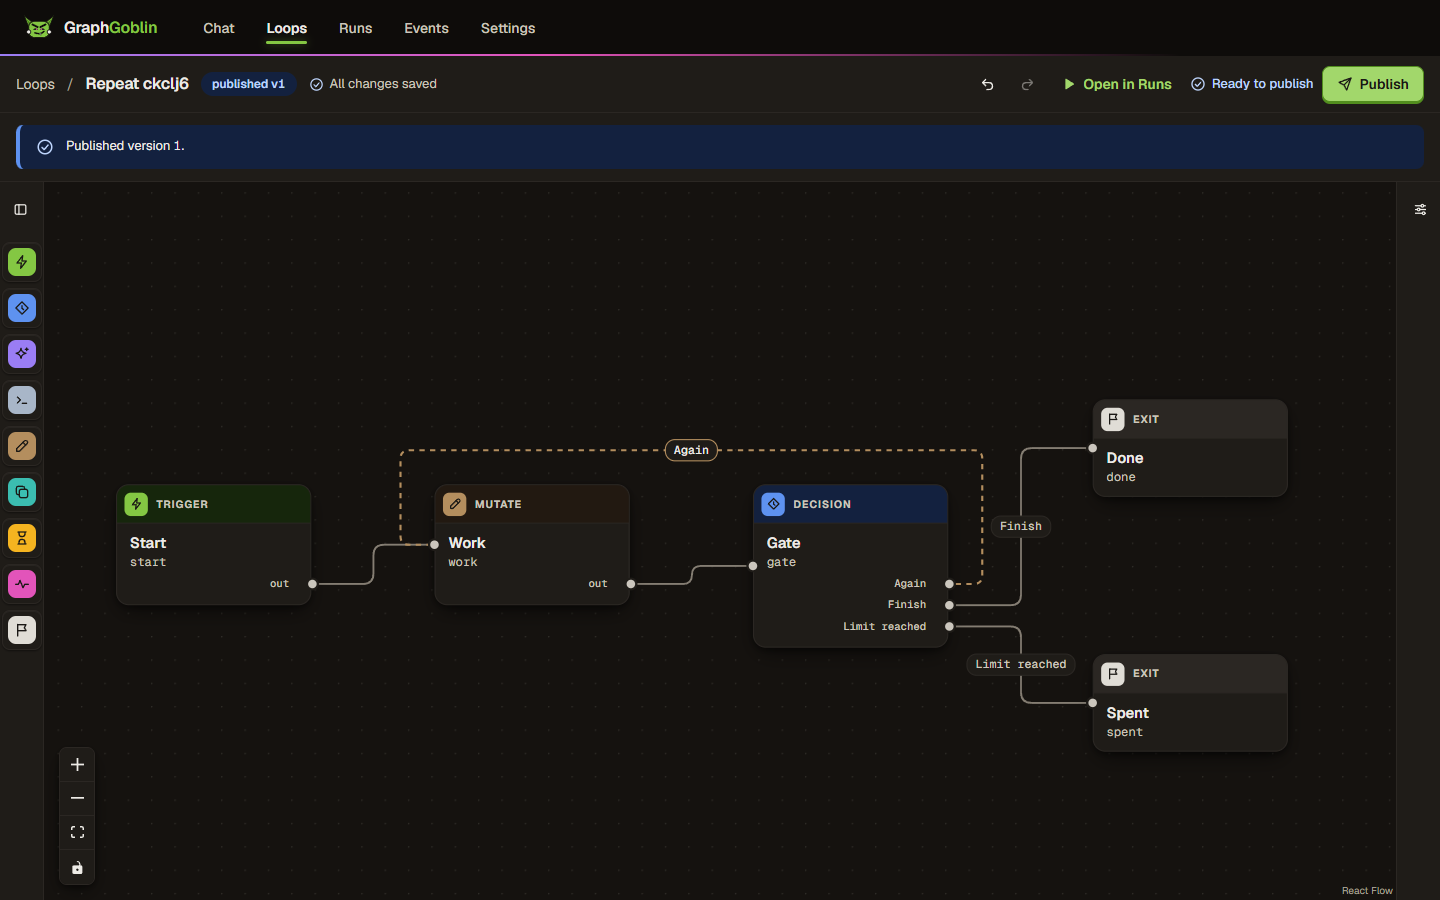 GraphGoblin
Chat
Loops
Runs
Events
Settings
Loops / Repeat ckclj6
published v1
All changes saved
Open in Runs
Ready to publish
Publish
Published version 1.
Again
TRIGGER
Start
start
out
MUTATE
Work
work
out
DECISION
Gate
gate
Again
Finish
Limit reached
Finish
Limit reached
EXIT
Done
done
EXIT
Spent
spent
React Flow